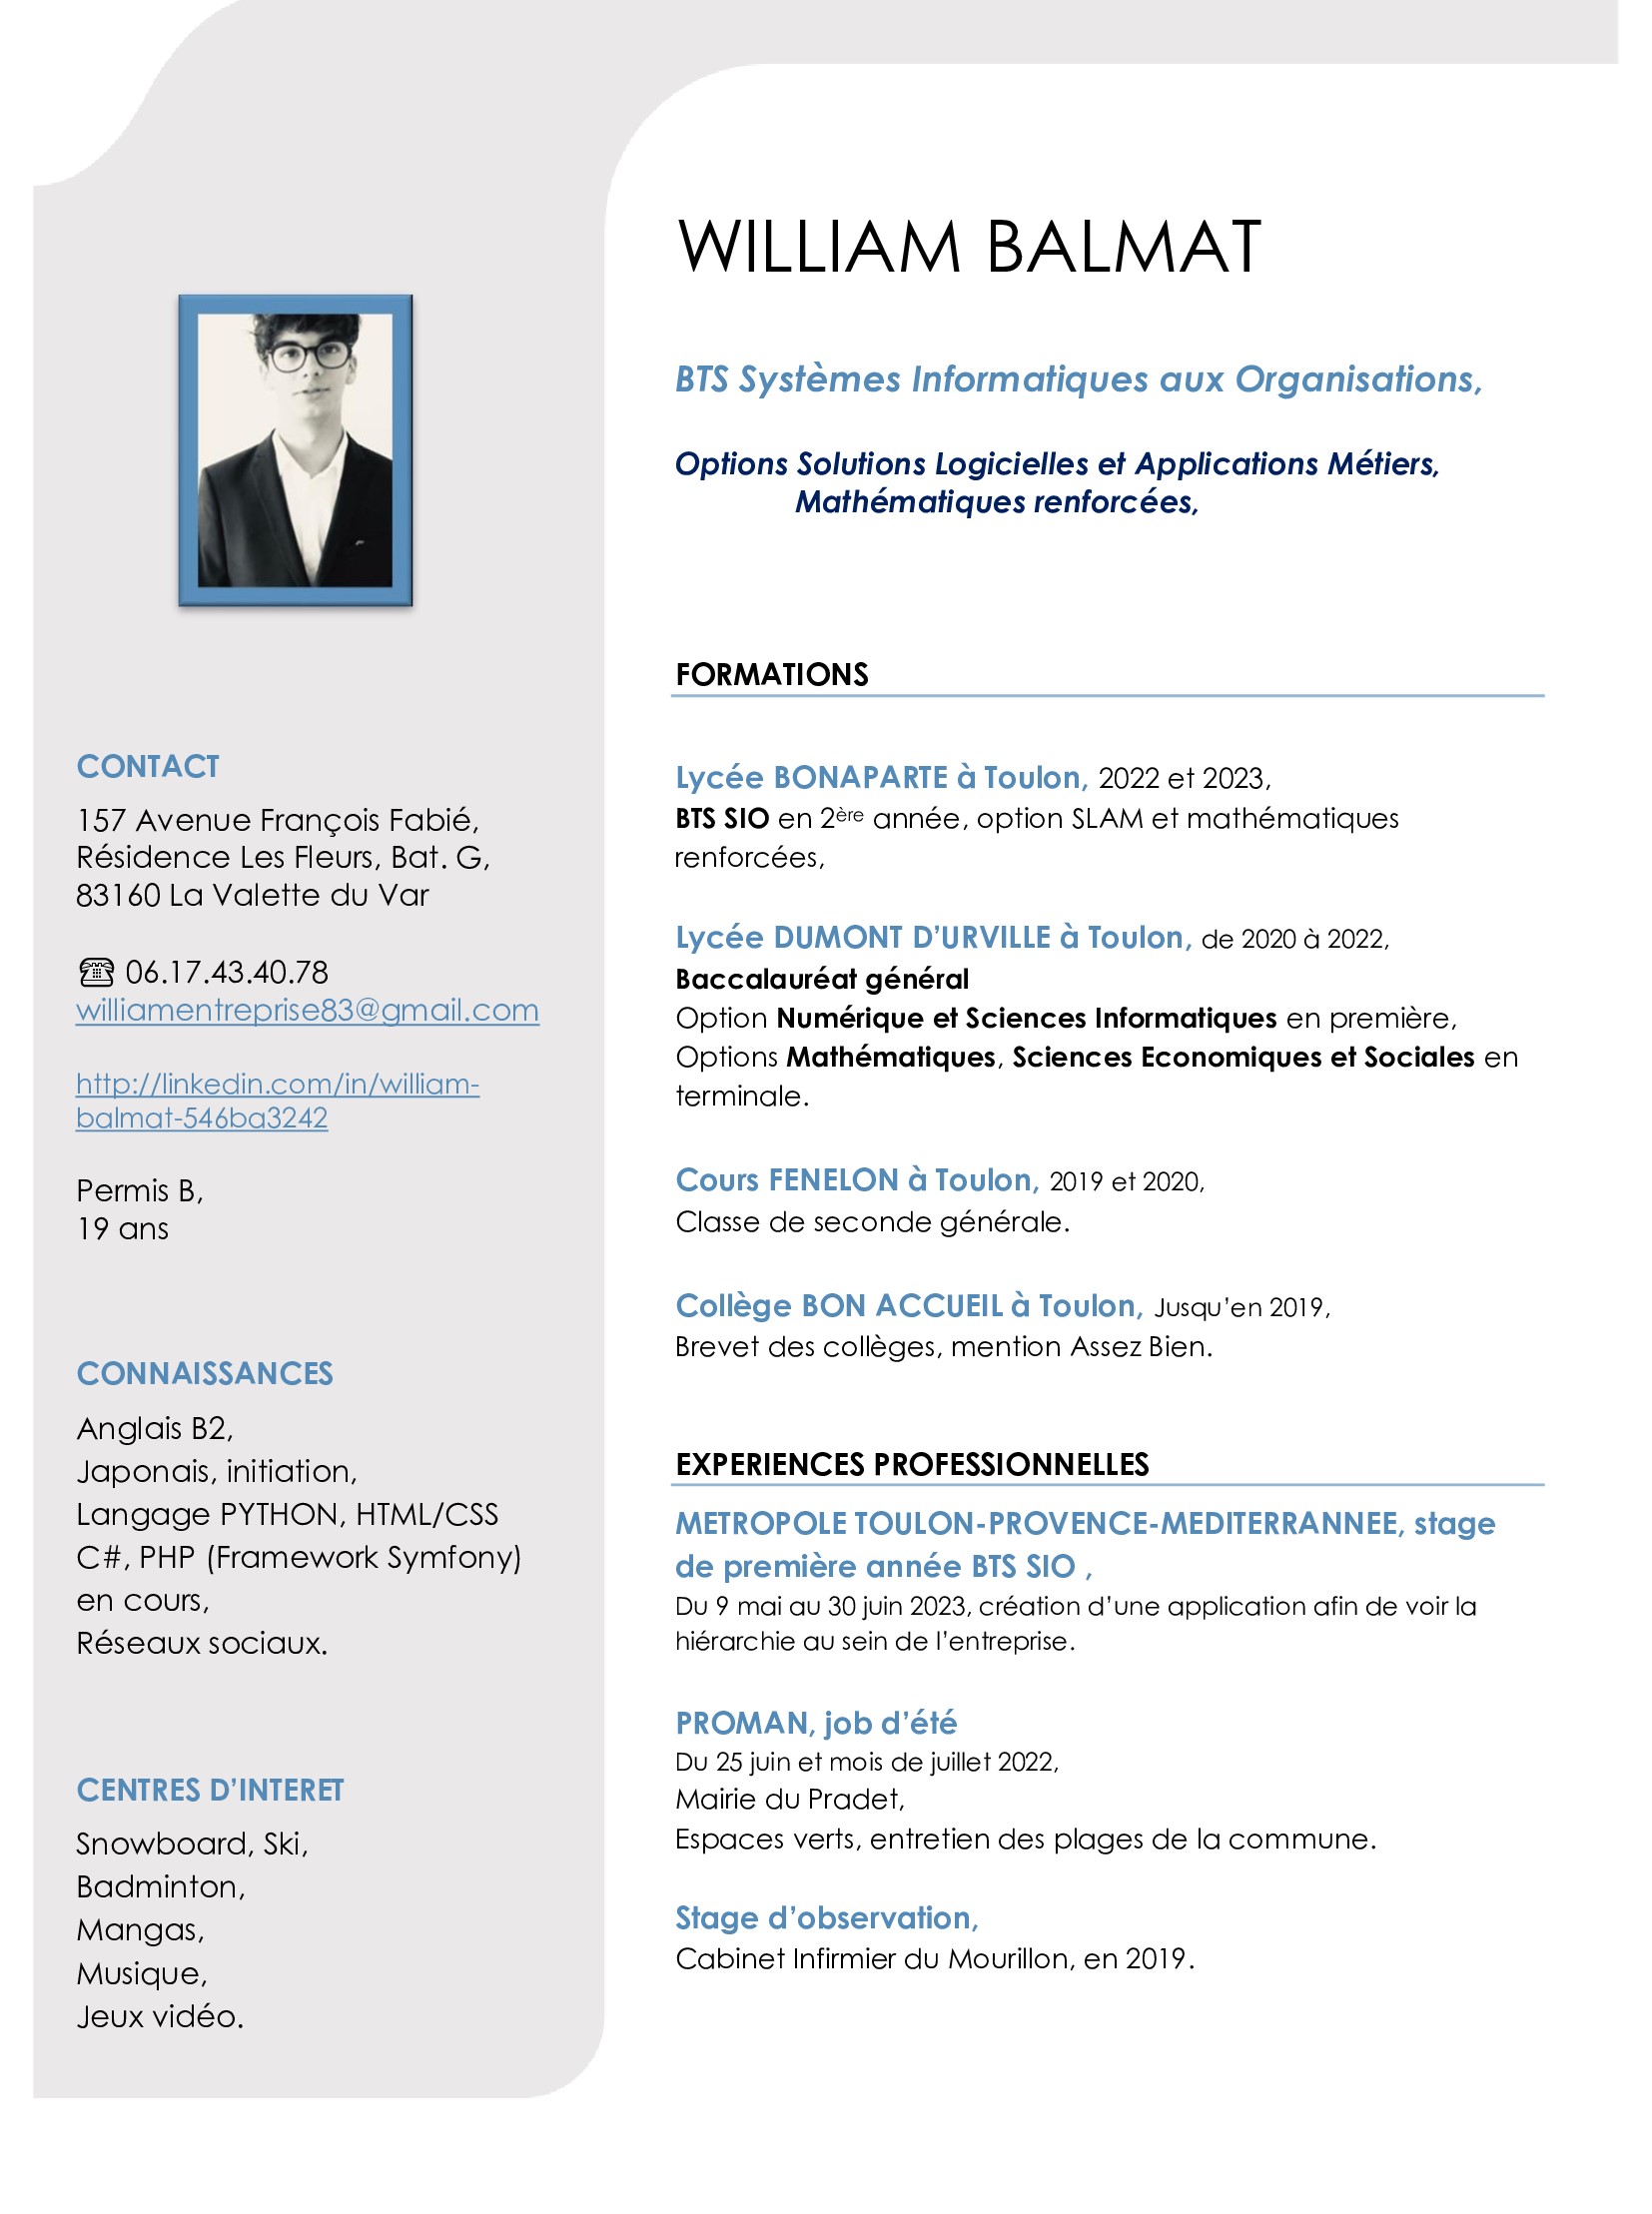 WILLIAM BALMAT
BTS Systèmes Informatiques aux Organisations,
Options Solutions Logicielles et Applications Métiers,
Mathématiques renforcées,
CONTACT
157 Avenue François Fabié,
Résidence Les Fleurs, Bat. G,
83160 La Valette du Var
☏ 06.17.43.40.78
williamentreprise83@gmail.com
http://linkedin.com/in/william-
balmat-546ba3242
Permis B,
19 ans
CONNAISSANCES
Anglais B2,
Japonais, initiation,
Langage PYTHON, HTML/CSS
C#, PHP (Framework Symfony)
en cours,
Réseaux sociaux.
CENTRES D’INTERET
Snowboard, Ski,
Badminton,
Mangas,
Musique,
Jeux vidéo.
FORMATIONS
Lycée BONAPARTE à Toulon, 2022 et 2023,
BTS SIO en 2ère année, option SLAM et mathématiques
renforcées,
Lycée DUMONT D’URVILLE à Toulon, de 2020 à 2022,
Baccalauréat général
Option Numérique et Sciences Informatiques en première,
Options Mathématiques, Sciences Economiques et Sociales en
terminale.
Cours FENELON à Toulon, 2019 et 2020,
Classe de seconde générale.
Collège BON ACCUEIL à Toulon, Jusqu’en 2019,
Brevet des collèges, mention Assez Bien.
EXPERIENCES PROFESSIONNELLES
METROPOLE TOULON-PROVENCE-MEDITERRANNEE, stage
de première année BTS SIO ,
Du 9 mai au 30 juin 2023, création d’une application afin de voir la
hiérarchie au sein de l’entreprise.
PROMAN, job d’été
Du 25 juin et mois de juillet 2022,
Mairie du Pradet,
Espaces verts, entretien des plages de la commune.
Stage d’observation,
Cabinet Infirmier du Mourillon, en 2019.